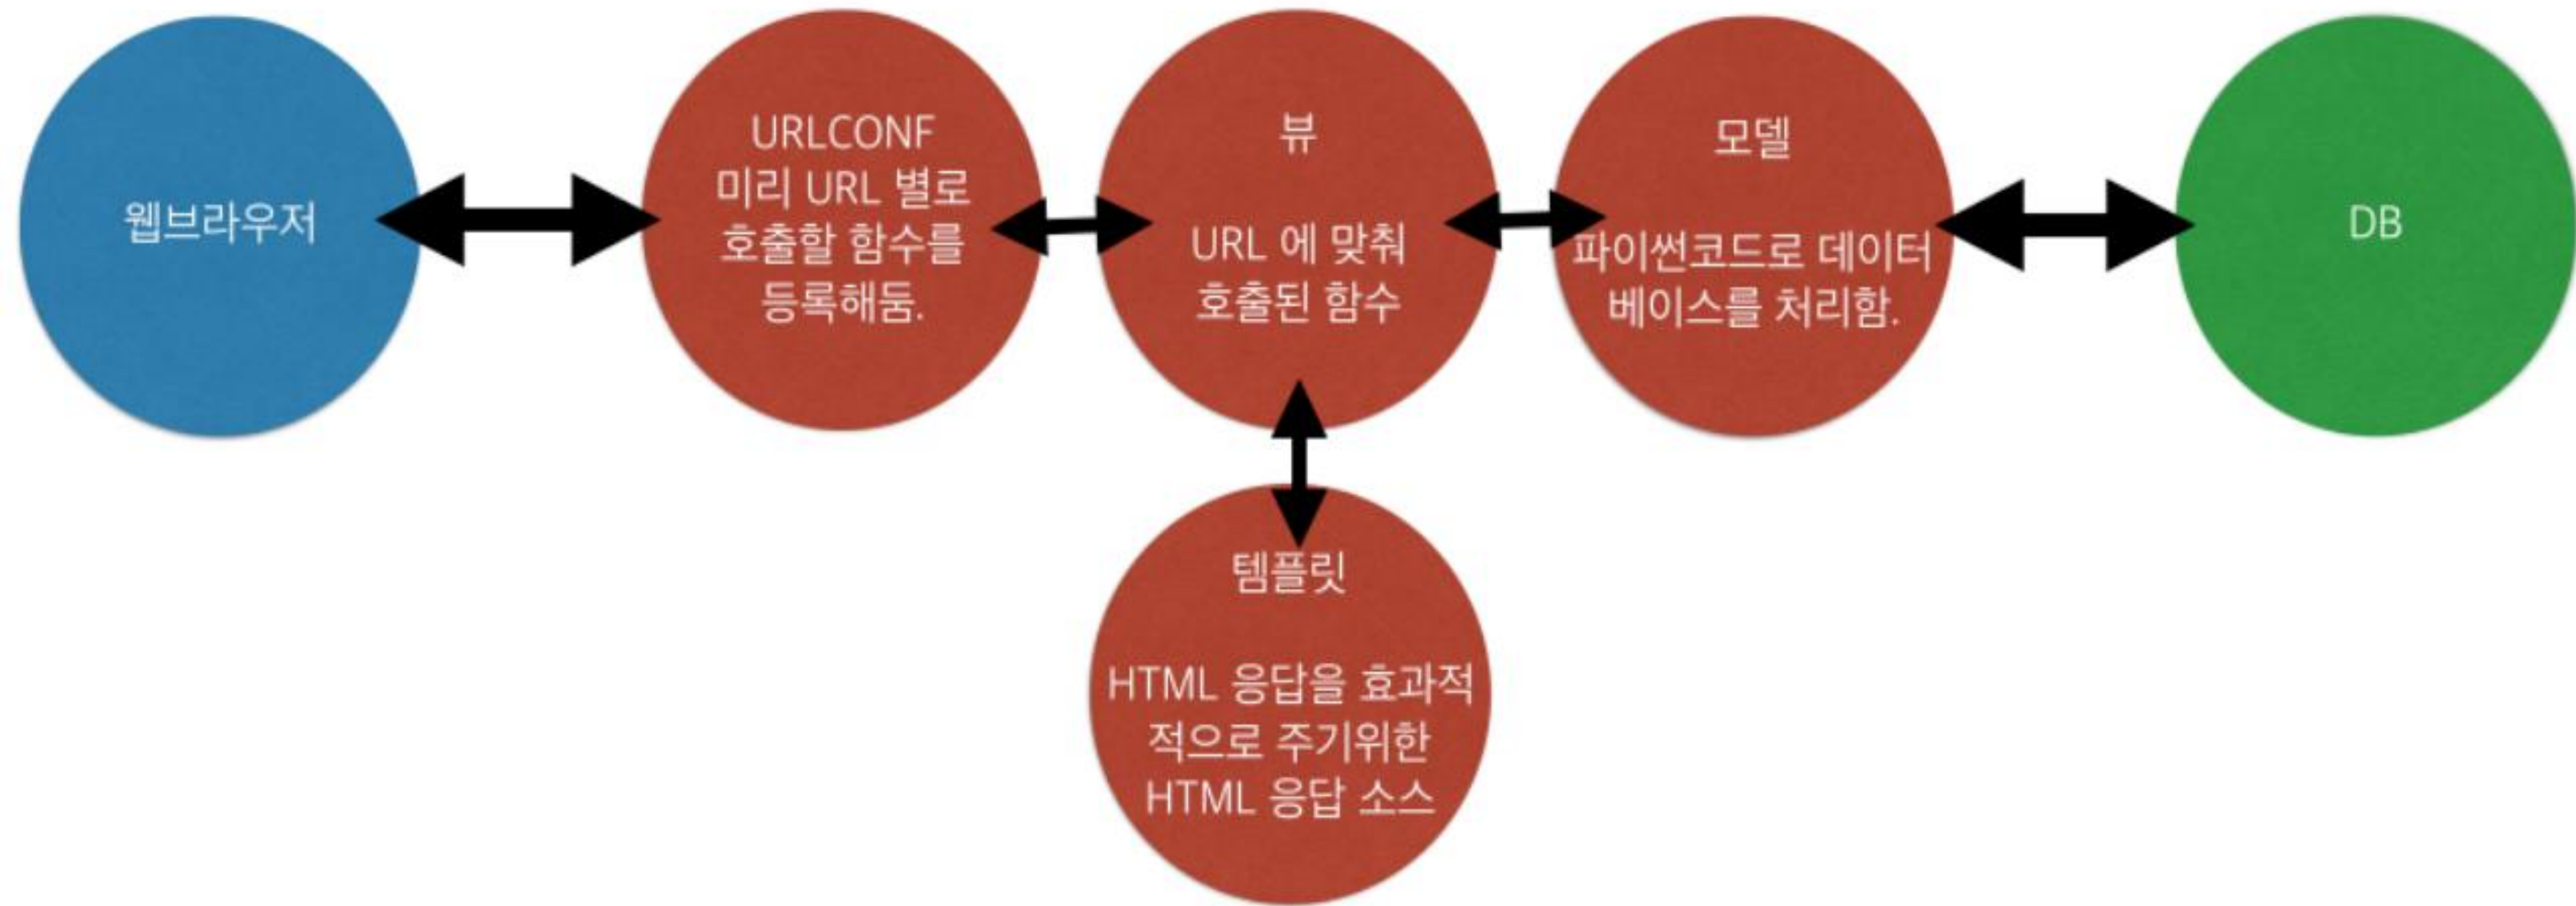 웹브라우저
URLCONF
미리 URL 별로
호출할 함수를
등록해둠.
뷰
URL 에 맞춰
호출된 함수
모델
파이썬코드로 데이터
베이스를 처리함.
DB
템플릿
HTML 응답을 효과적
적으로 주기위한
HTML 응답 소스